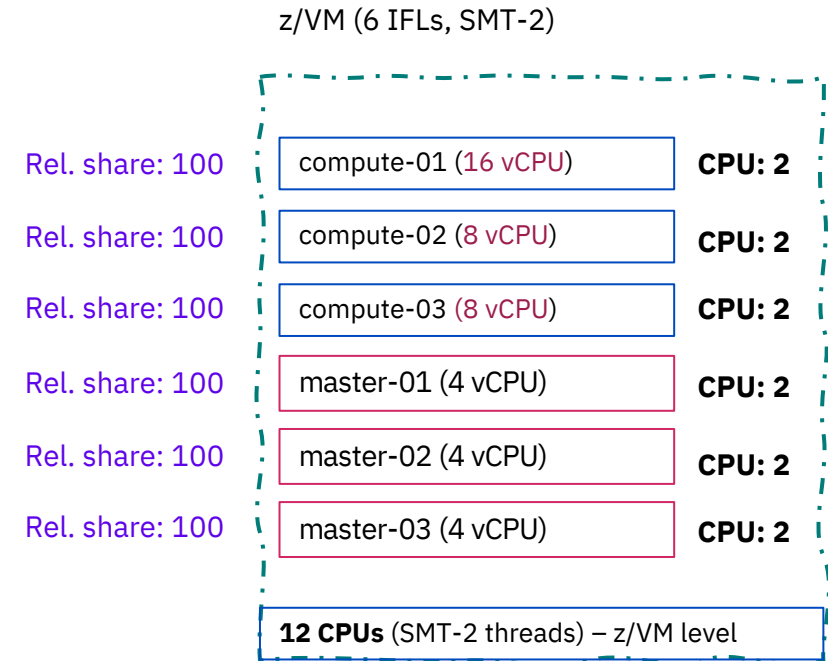 z/VM (6 IFLs, SMT-2)
Rel. share: 100 compute-01 (16 vCPU) CPU: 2
Rel. share: 100 compute-02 (8 vCPU) CPU: 2
Rel. share: 100 compute-03 (8 vCPU) CPU: 2
Rel. share: 100 master-01 (4 vCPU) CPU: 2
Rel. share: 100 master-02 (4 vCPU) CPU: 2
Rel. share: 100 master-03 (4 vCPU) CPU: 2
12 CPUs (SMT-2 threads) – z/VM level